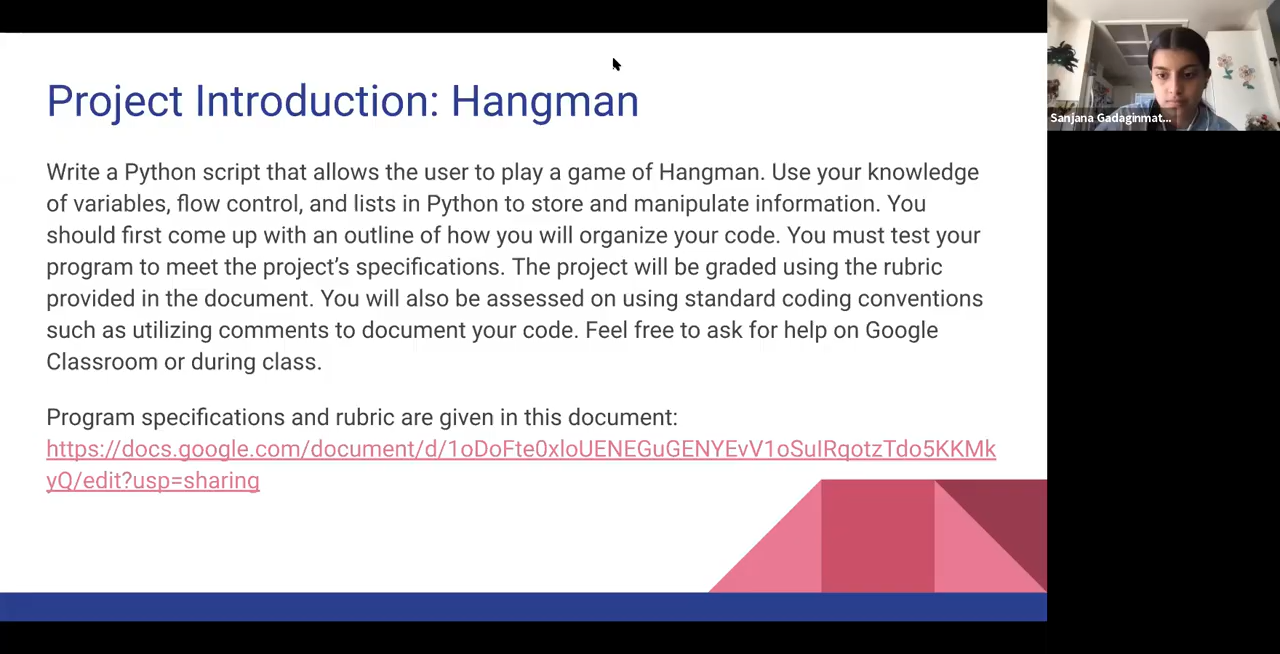 Project Introduction: Hangman
Write a Python script that allows the user to play a game of Hangman. Use your knowledge
of variables, flow control, and lists in Python to store and manipulate information. You
should first come up with an outline of how you will organize your code. You must test your
program to meet the project's specifications. The project will be graded using the rubric
provided in the document. You will also be assessed on using standard coding conventions
such as utilizing comments to document your code. Feel free to ask for help on Google
Classroom or during class.
Program specifications and rubric are given in this document:
https://docs.google.com/document/d/1oDoFte0xloUENEGuGENYEvV1oSuIRqotzTdo5KKMk
yQ/edit?usp=sharing
Sanjana Gadaginmat...